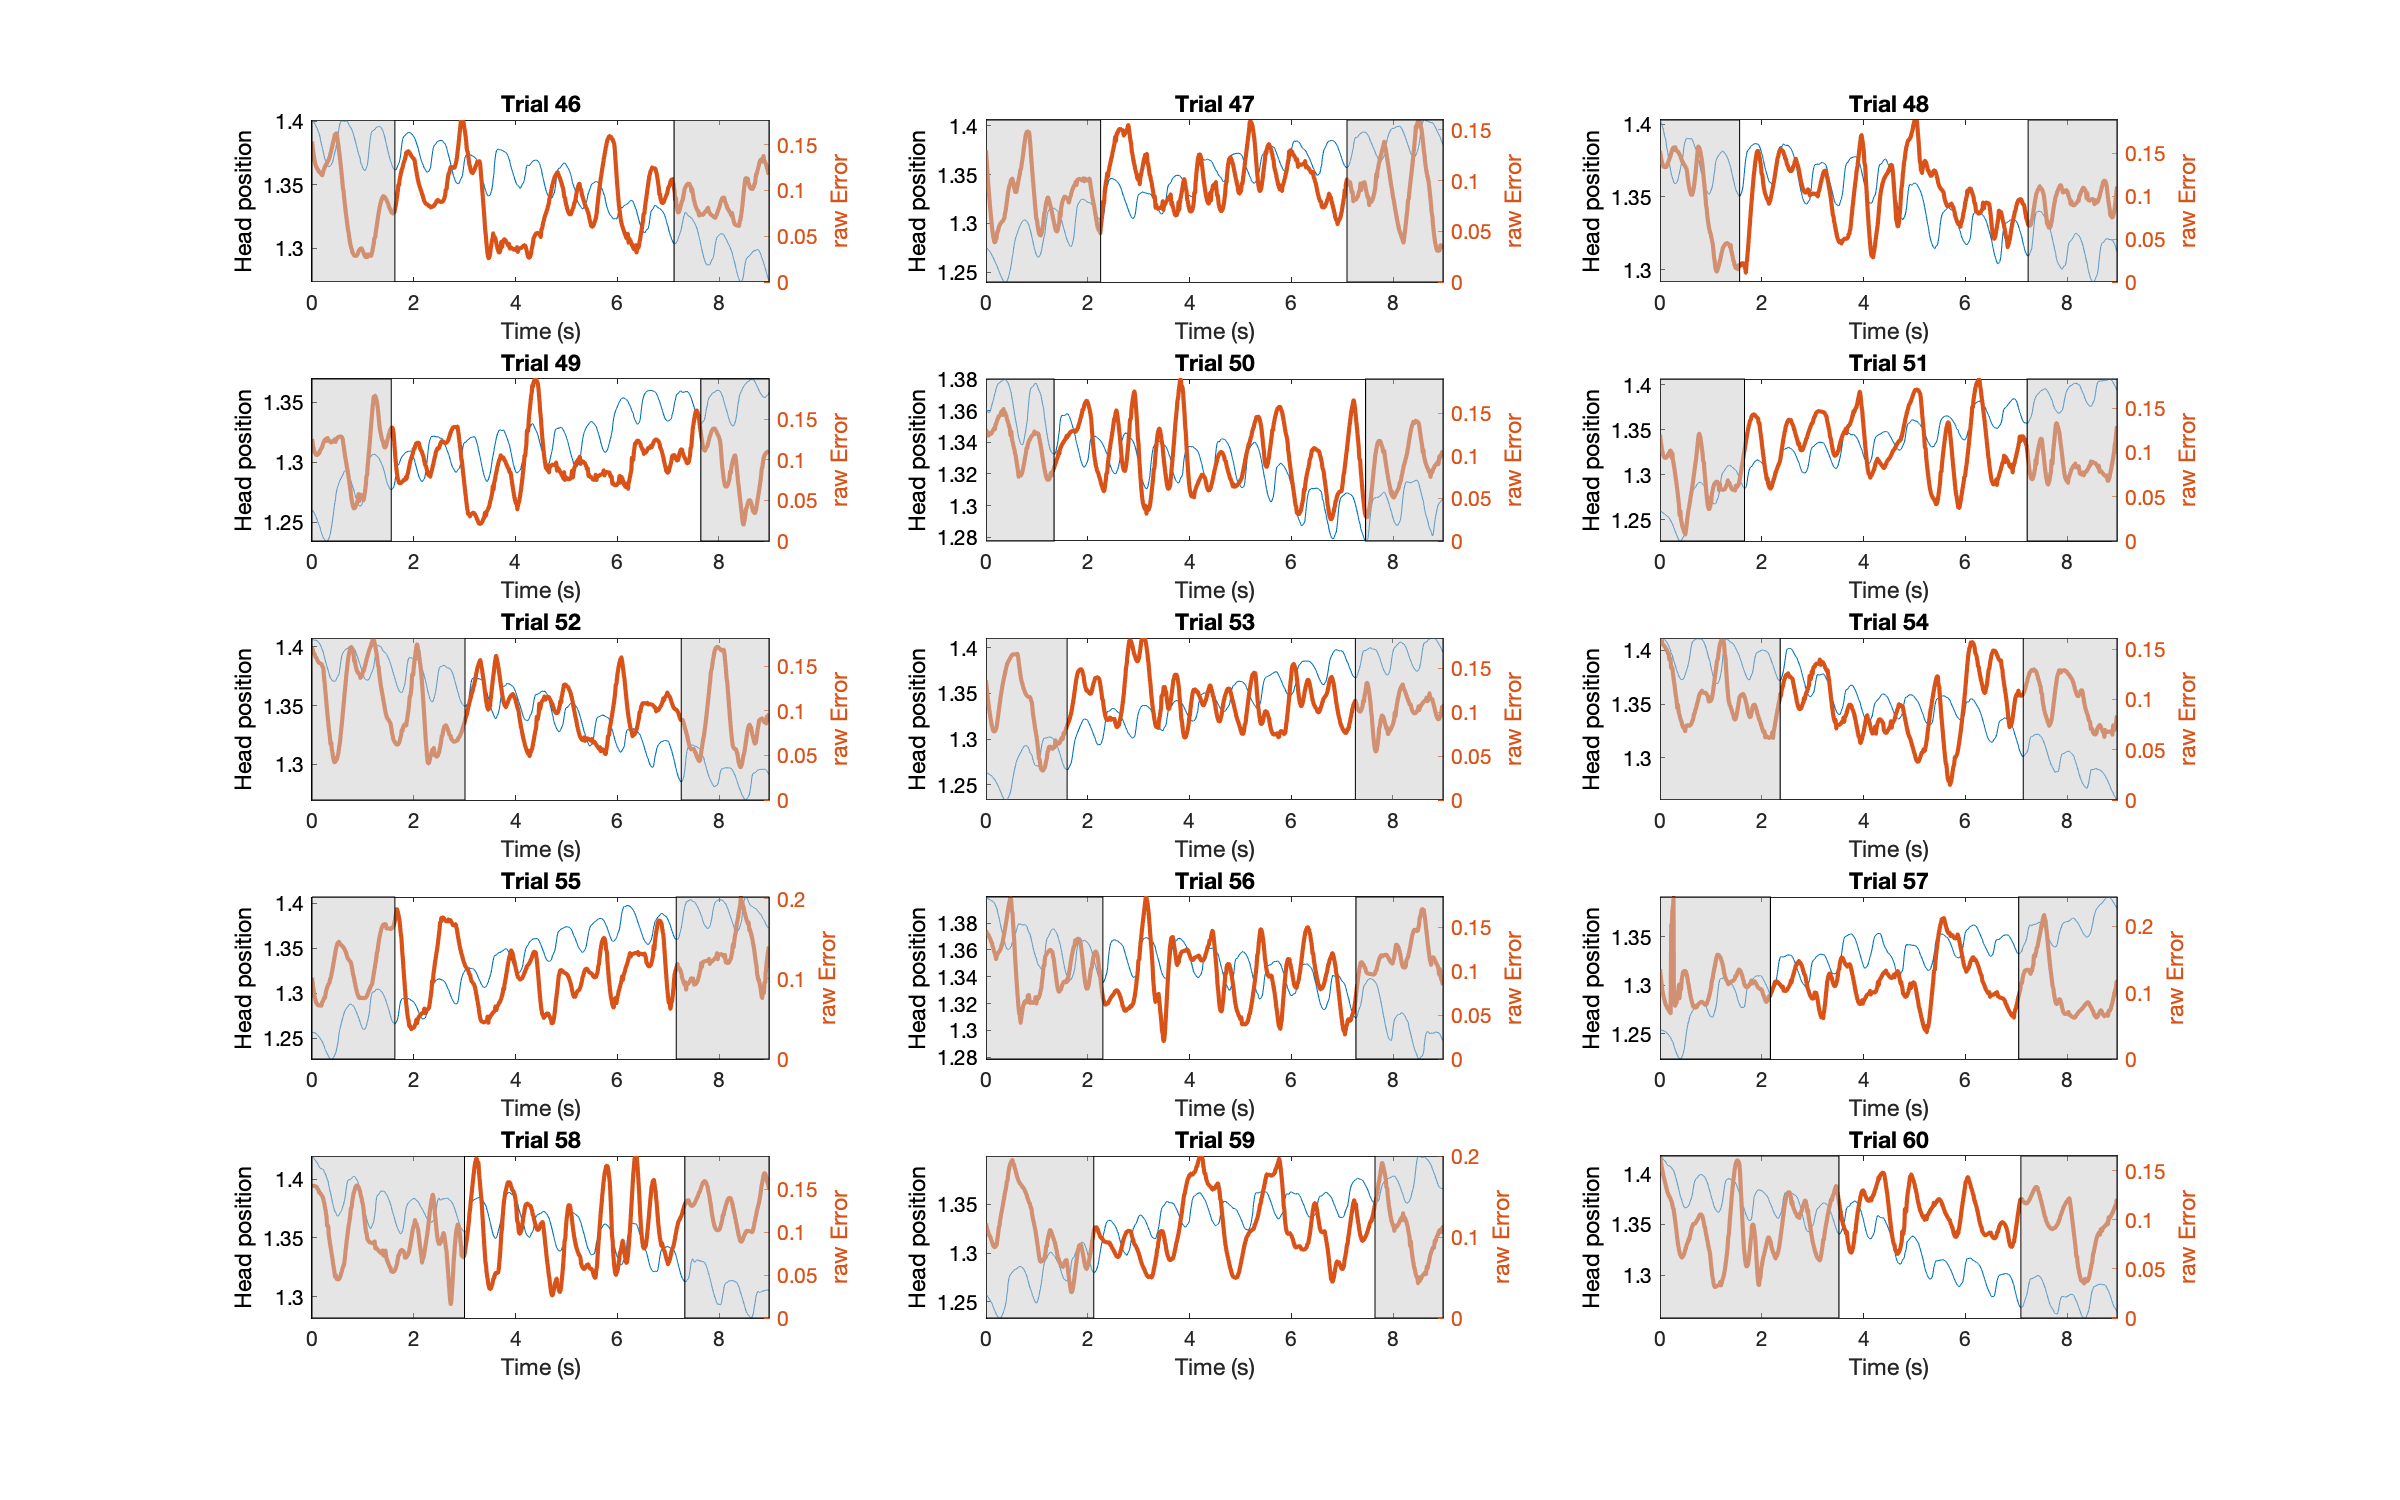 Trial 46
Head position
1.4
1.35
1.3
0.15
0.1
0.05
0
raw Error
0 2 4 6 8
Time (s)
Trial 47
Head position
1.4
1.35
1.3
1.25
0.15
0.1
0.05
0
raw Error
0 2 4 6 8
Time (s)
Trial 48
Head position
1.4
1.35
1.3
0.15
0.1
0.05
0
raw Error
0 2 4 6 8
Time (s)
Trial 49
Head position
1.35
1.3
1.25
0.15
0.1
0.05
0
raw Error
0 2 4 6 8
Time (s)
Trial 50
Head position
1.38
1.36
1.34
1.32
1.3
1.28
0.15
0.1
0.05
0
raw Error
0 2 4 6 8
Time (s)
Trial 51
Head position
1.4
1.35
1.3
1.25
0.15
0.1
0.05
0
raw Error
0 2 4 6 8
Time (s)
Trial 52
Head position
1.4
1.35
1.3
0.15
0.1
0.05
0
raw Error
0 2 4 6 8
Time (s)
Trial 53
Head position
1.4
1.35
1.3
1.25
0.15
0.1
0.05
0
raw Error
0 2 4 6 8
Time (s)
Trial 54
Head position
1.4
1.35
1.3
0.15
0.1
0.05
0
raw Error
0 2 4 6 8
Time (s)
Trial 55
Head position
1.4
1.35
1.3
1.25
0.2
0.1
0
raw Error
0 2 4 6 8
Time (s)
Trial 56
Head position
1.38
1.36
1.34
1.32
1.3
1.28
0.15
0.1
0.05
0
raw Error
0 2 4 6 8
Time (s)
Trial 57
Head position
1.35
1.3
1.25
0.2
0.1
0
raw Error
0 2 4 6 8
Time (s)
Trial 58
Head position
1.4
1.35
1.3
0.15
0.1
0.05
0
raw Error
0 2 4 6 8
Time (s)
Trial 59
Head position
1.35
1.3
1.25
0.2
0.1
0
raw Error
0 2 4 6 8
Time (s)
Trial 60
Head position
1.4
1.35
1.3
0.15
0.1
0.05
0
raw Error
0 2 4 6 8
Time (s)